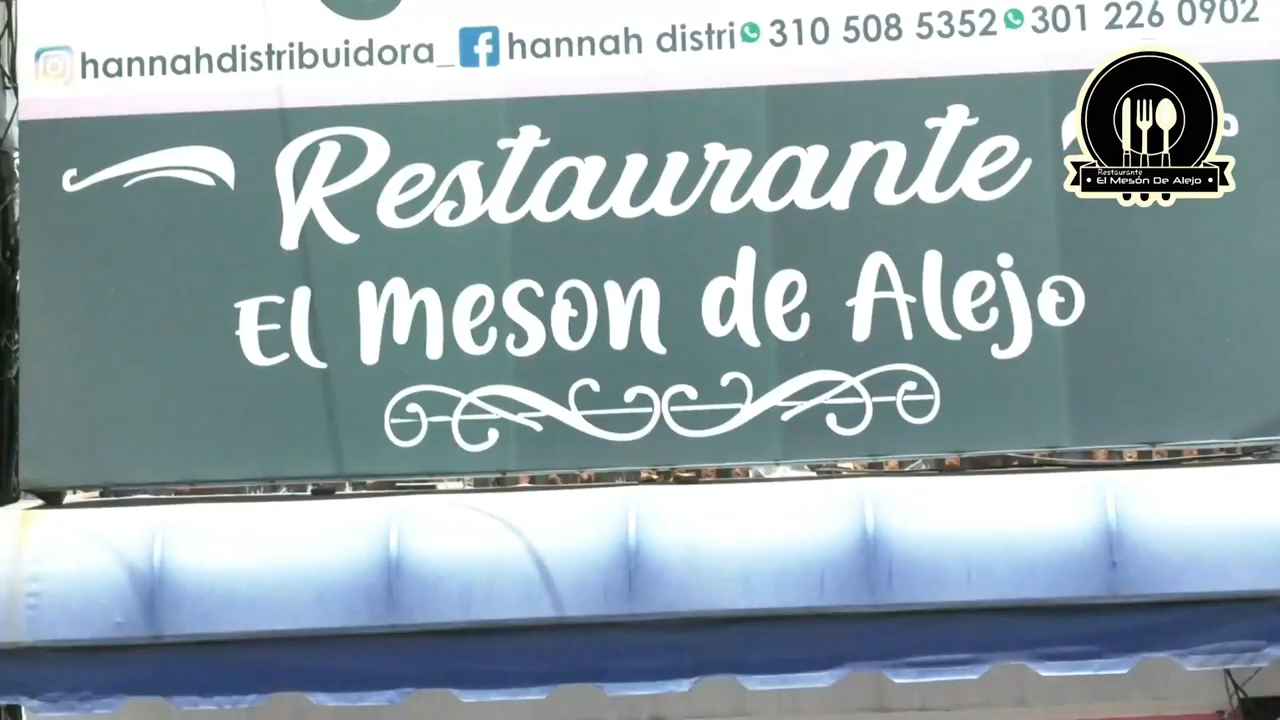 hannahdistribuidora_ hannah distri 310 508 5352 301 226 0902
Restaurante
El meson de Alejo
Restaurante
• El Mesón De Alejo •